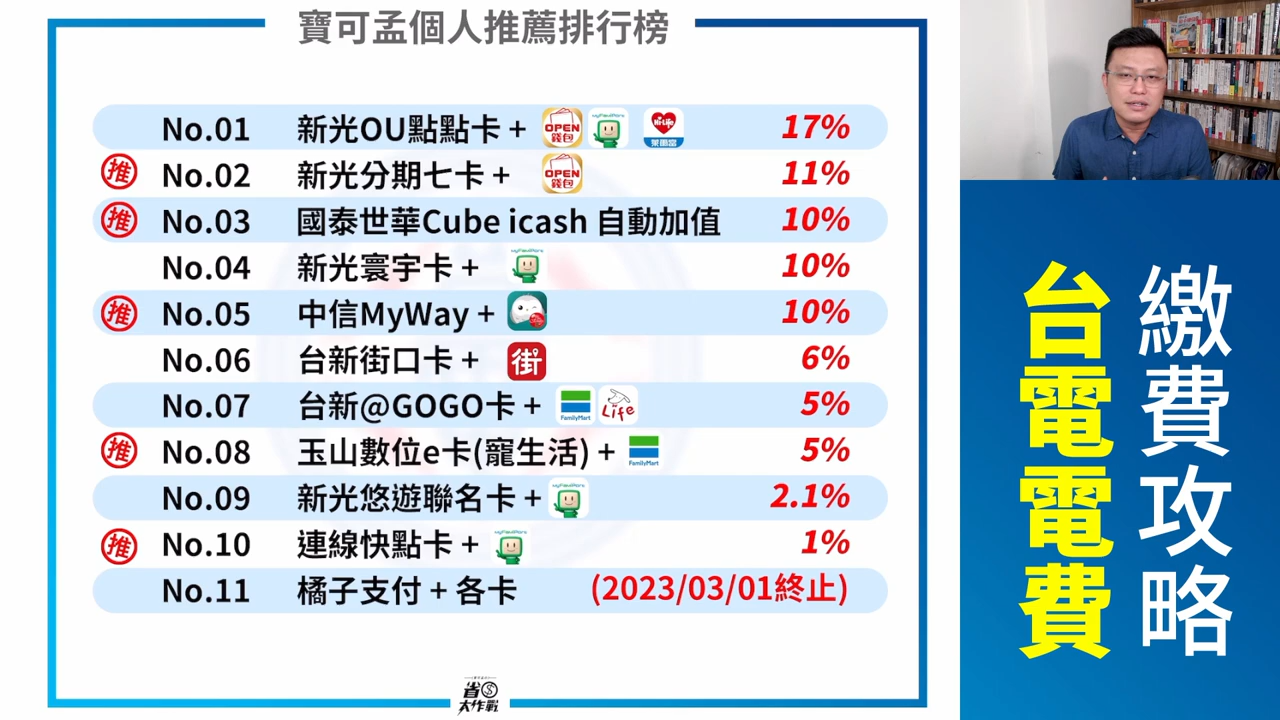 寶可孟個人推薦排行榜
No.01 新光OU點點卡 + OPEN錢包 MyNewPark Hi-Life 萊爾富 17%
推 No.02 新光分期七卡 + OPEN錢包 11%
推 No.03 國泰世華Cube icash 自動加值 10%
No.04 新光寰宇卡 + 10%
推 No.05 中信MyWay + 10%
No.06 台新街口卡 + 街 6%
No.07 台新@GOGO卡 + FamilyMart Life 5%
推 No.08 玉山數位e卡(寵生活) + FamilyMart 5%
No.09 新光悠遊聯名卡 + 2.1%
推 No.10 連線快點卡 + 1%
No.11 橘子支付 + 各卡 (2023/03/01終止)
省大作戰
繳費攻略
台電電費